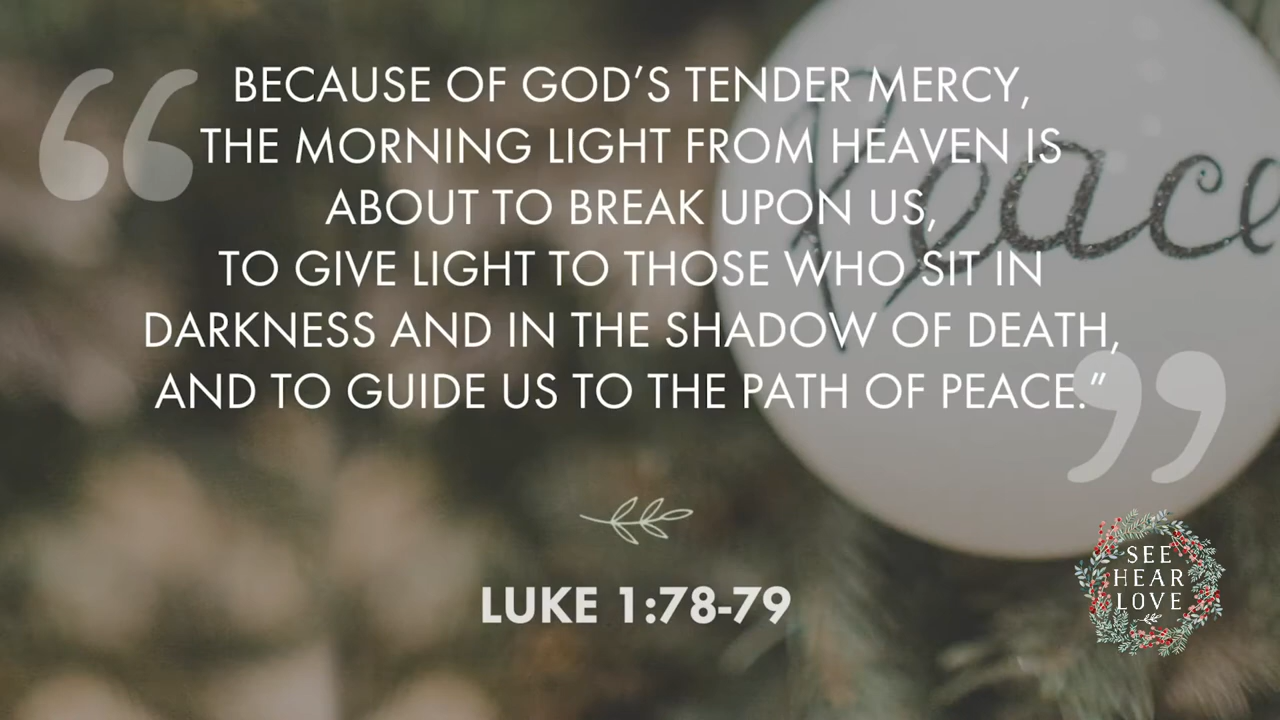 BECAUSE OF GOD’S TENDER MERCY,
THE MORNING LIGHT FROM HEAVEN IS
ABOUT TO BREAK UPON US,
TO GIVE LIGHT TO THOSE WHO SIT IN
DARKNESS AND IN THE SHADOW OF DEATH,
AND TO GUIDE US TO THE PATH OF PEACE.”
Peace
LUKE 1:78-79
SEE
HEAR
LOVE